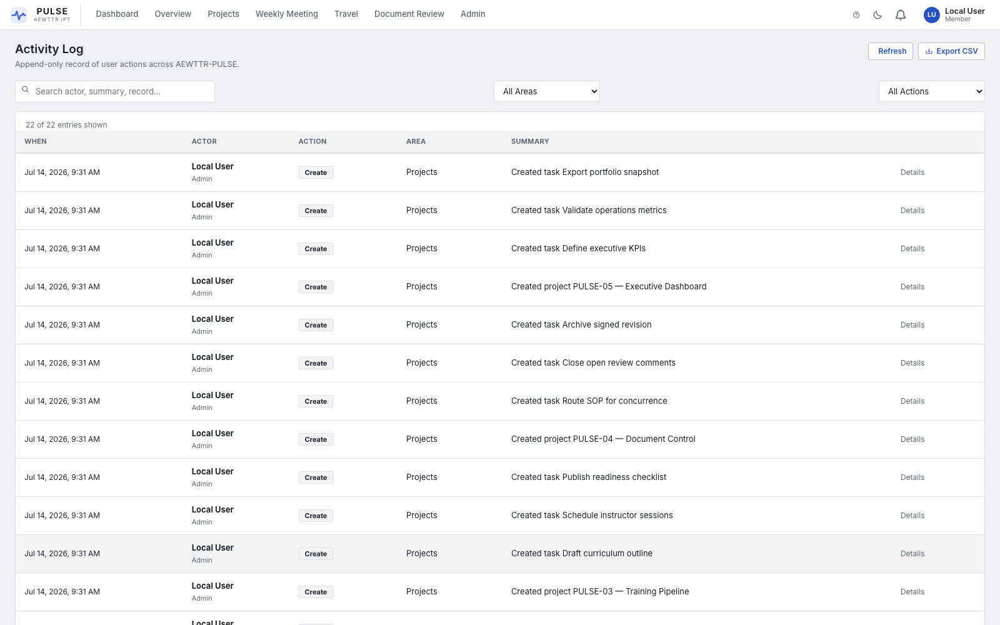 PULSE
AEWTTR IPT
Dashboard Overview Projects Weekly Meeting Travel Document Review Admin
LU
Local User
Member
Activity Log
Append-only record of user actions across AEWTTR-PULSE.
Refresh
Export CSV
Search actor, summary, record...
All Areas
All Actions
22 of 22 entries shown
WHEN ACTOR ACTION AREA SUMMARY
Jul 14, 2026, 9:31 AM Local User Admin Create Projects Created task Export portfolio snapshot Details
Jul 14, 2026, 9:31 AM Local User Admin Create Projects Created task Validate operations metrics Details
Jul 14, 2026, 9:31 AM Local User Admin Create Projects Created task Define executive KPIs Details
Jul 14, 2026, 9:31 AM Local User Admin Create Projects Created project PULSE-05 — Executive Dashboard Details
Jul 14, 2026, 9:31 AM Local User Admin Create Projects Created task Archive signed revision Details
Jul 14, 2026, 9:31 AM Local User Admin Create Projects Created task Close open review comments Details
Jul 14, 2026, 9:31 AM Local User Admin Create Projects Created task Route SOP for concurrence Details
Jul 14, 2026, 9:31 AM Local User Admin Create Projects Created project PULSE-04 — Document Control Details
Jul 14, 2026, 9:31 AM Local User Admin Create Projects Created task Publish readiness checklist Details
Jul 14, 2026, 9:31 AM Local User Admin Create Projects Created task Schedule instructor sessions Details
Jul 14, 2026, 9:31 AM Local User Admin Create Projects Created task Draft curriculum outline Details
Jul 14, 2026, 9:31 AM Local User Admin Create Projects Created project PULSE-03 — Training Pipeline Details
Local User